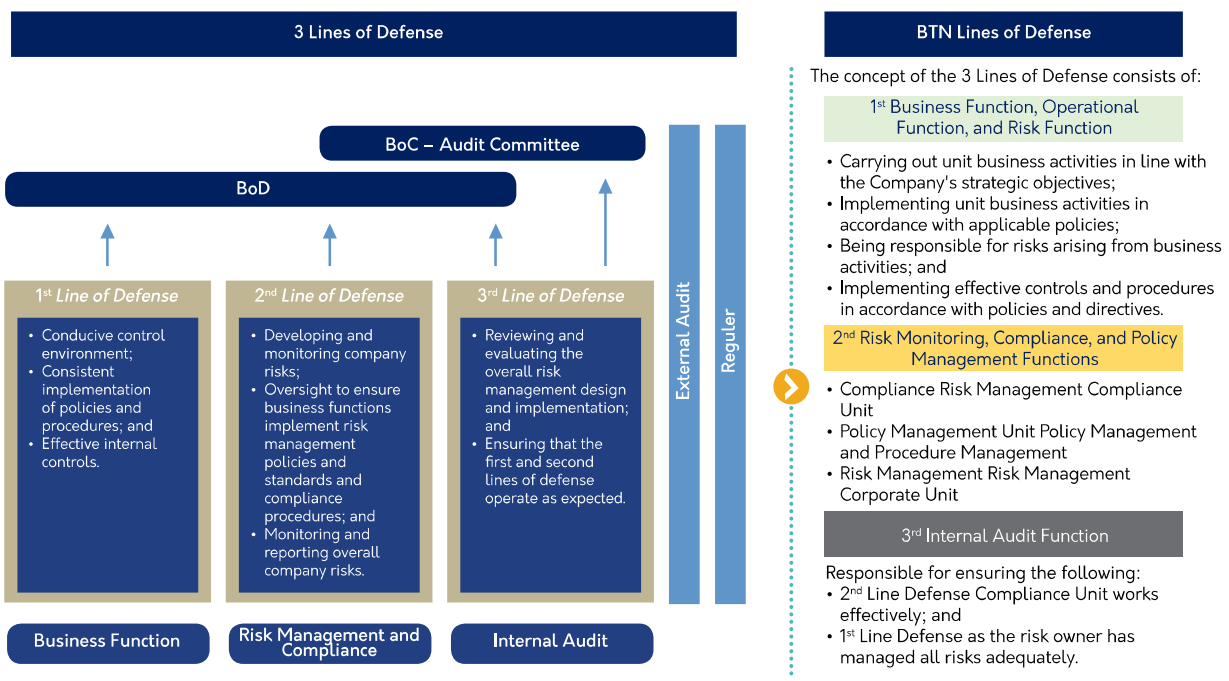 3 Lines of Defense
BoC – Audit Committee
BoD
1st Line of Defense
• Conducive control
environment;
• Consistent
implementation
of policies and
procedures; and
• Effective internal
controls.
Business Function
2nd Line of Defense
• Developing and
monitoring company
risks;
• Oversight to ensure
business functions
implement risk
management
policies and
standards and
compliance
procedures; and
• Monitoring and
reporting overall
company risks.
Risk Management and
Compliance
3rd Line of Defense
• Reviewing and
evaluating the
overall risk
management design
and implementation;
and
• Ensuring that the
first and second
lines of defense
operate as expected.
Internal Audit
External Audit
Reguler
BTN Lines of Defense
The concept of the 3 Lines of Defense consists of:
1st Business Function, Operational
Function, and Risk Function
• Carrying out unit business activities in line with
the Company's strategic objectives;
• Implementing unit business activities in
accordance with applicable policies;
• Being responsible for risks arising from business
activities; and
• Implementing effective controls and procedures
in accordance with policies and directives.
2nd Risk Monitoring, Compliance, and Policy
Management Functions
• Compliance Risk Management Compliance
Unit
• Policy Management Unit Policy Management
and Procedure Management
• Risk Management Risk Management
Corporate Unit
3rd Internal Audit Function
Responsible for ensuring the following:
• 2nd Line Defense Compliance Unit works
effectively; and
• 1st Line Defense as the risk owner has
managed all risks adequately.